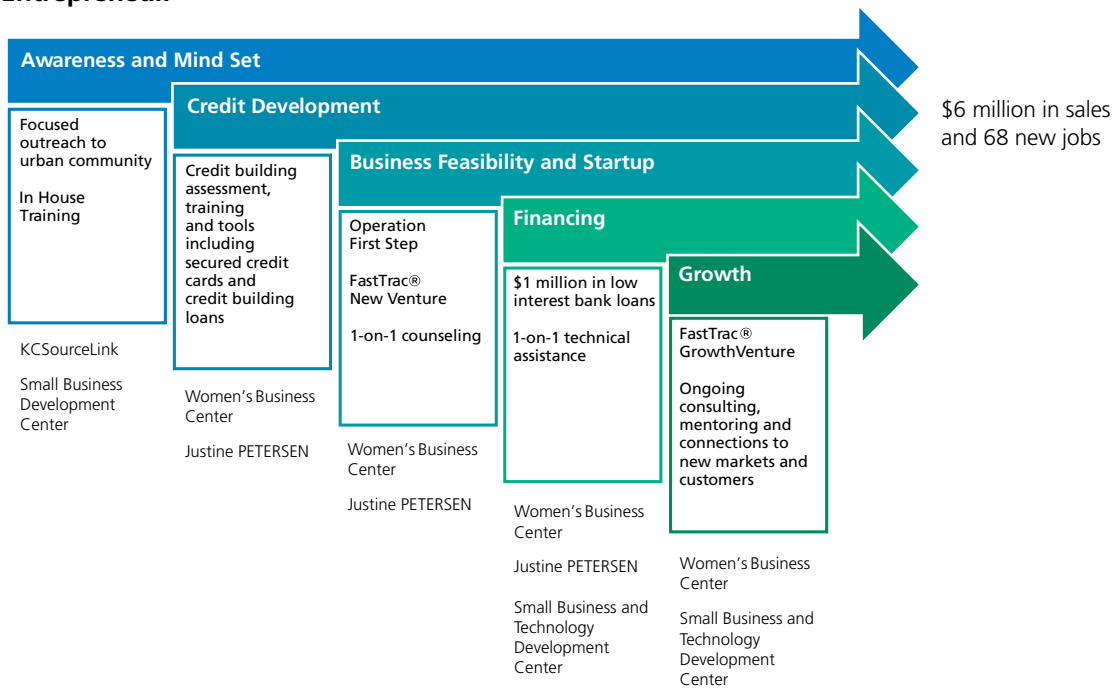 Awareness and Mind Set
Focused
outreach to
urban community
In House
Training
KCSourceLink
Small Business
Development
Center
Credit Development
Credit building
assessment,
training
and tools
including
secured credit
cards and
credit building
loans
Women's Business
Center
Justine PETERSEN
Business Feasibility and Startup
Operation
First Step
FastTrac®
New Venture
1-on-1 counseling
Women's Business
Center
Justine PETERSEN
Financing
$1 million in low
interest bank loans
1-on-1 technical
assistance
Women's Business
Center
Justine PETERSEN
Small Business and
Technology
Development
Center
Growth
FastTrac®
GrowthVenture
Ongoing
consulting,
mentoring and
connections to
new markets and
customers
Women's Business
Center
Small Business and
Technology
Development
Center
$6 million in sales
and 68 new jobs